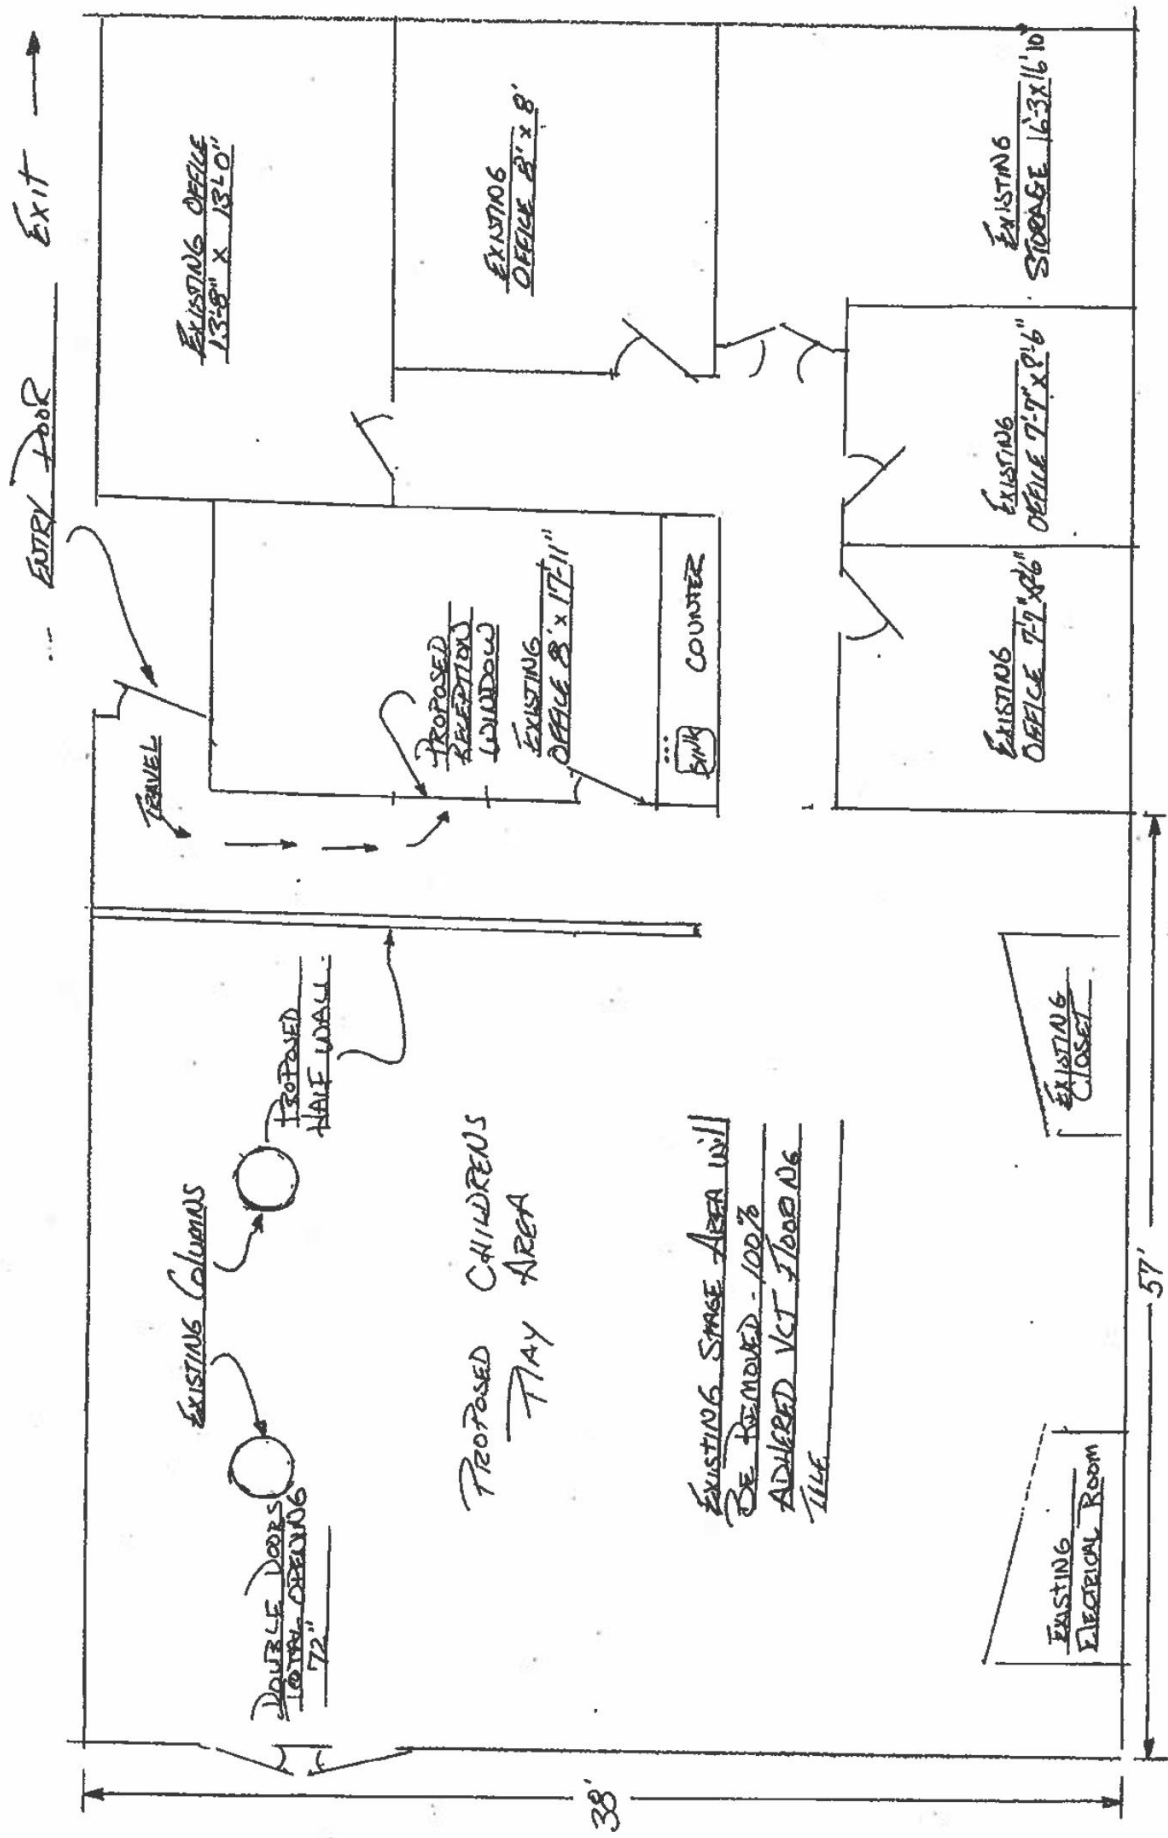 ENTRY DOOR
Exit
TRAVEL
EXISTING OFFICE
13'-8" x 13'-0"
EXISTING
OFFICE 8' x 8'
EXISTING
STORAGE 16-3x16'10
PROPOSED
RECEPTION
WINDOW
EXISTING
OFFICE 8' x 17'-11"
SINK
COUNTER
EXISTING
OFFICE 7'-7" x 8'-6"
EXISTING
OFFICE 7'-7" x 8'-6"
PROPOSED
HALF WALL
EXISTING COLUMNS
DOUBLE DOORS
TOTAL OPENING
72"
PROPOSED CHILDRENS
PLAY AREA
EXISTING STAGE AREA Will
BE REMOVED - 100%
ADHERED VCT FLOORING
TILE
EXISTING
CLOSET
EXISTING
ELECTRICAL ROOM
57'
38'